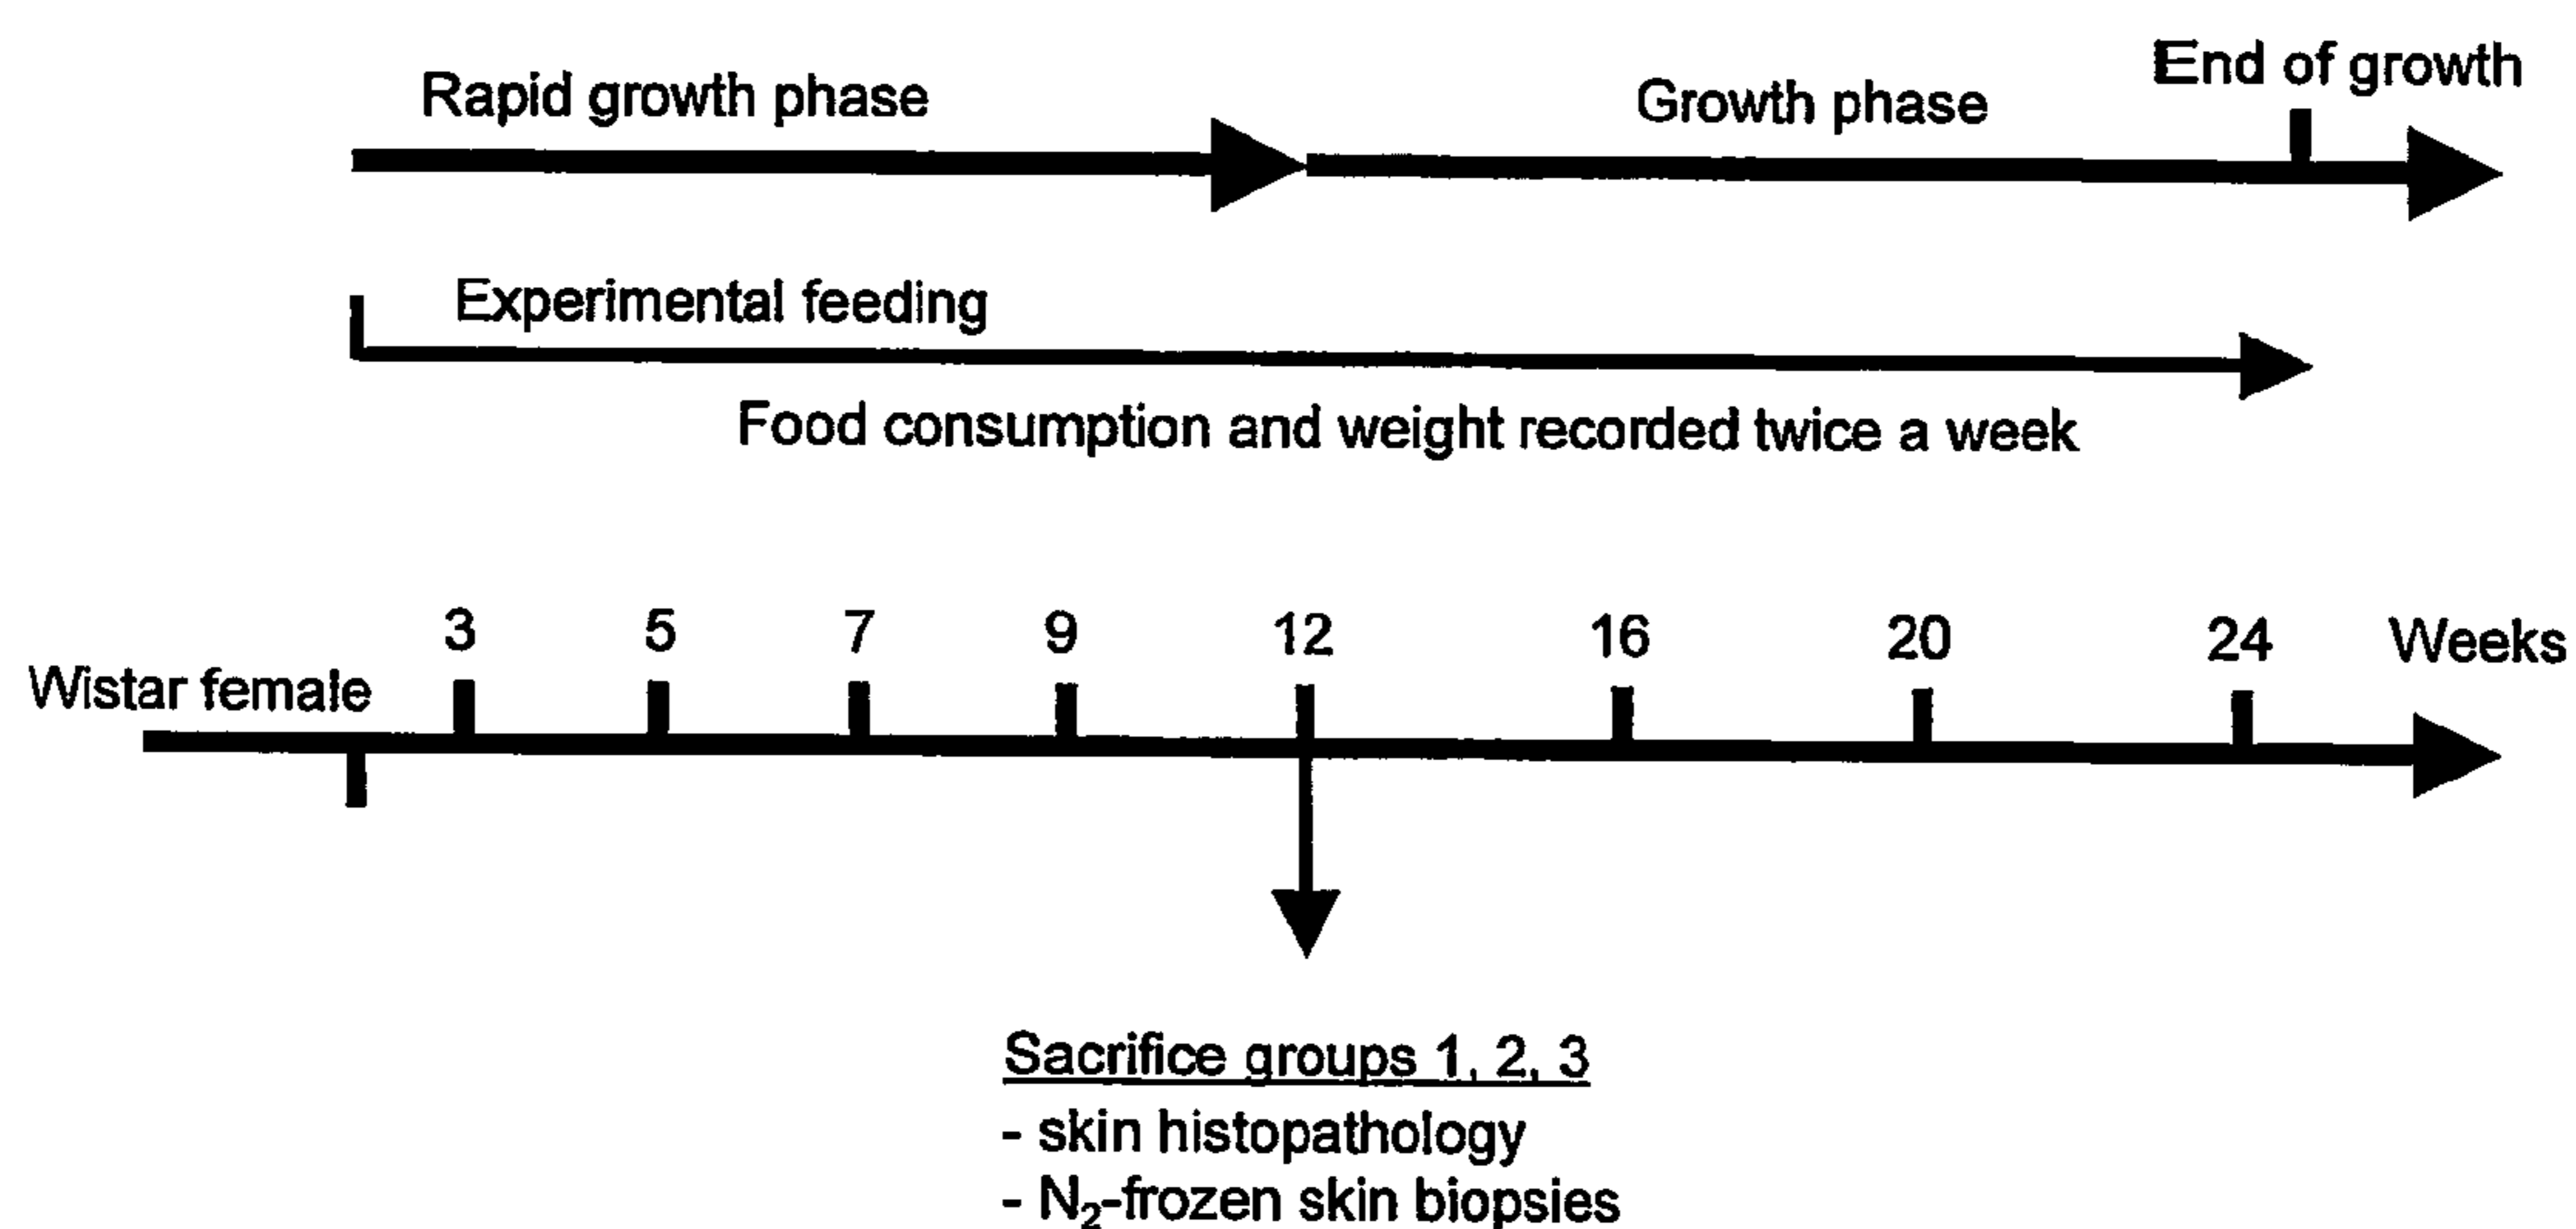 Rapid growth phase
Growth phase
End of growth
Experimental feeding
Food consumption and weight recorded twice a week
3 5 7 9 12 16 20 24 Weeks
Wistar female
Sacrifice groups 1, 2, 3
- skin histopathology
- N₂-frozen skin biopsies